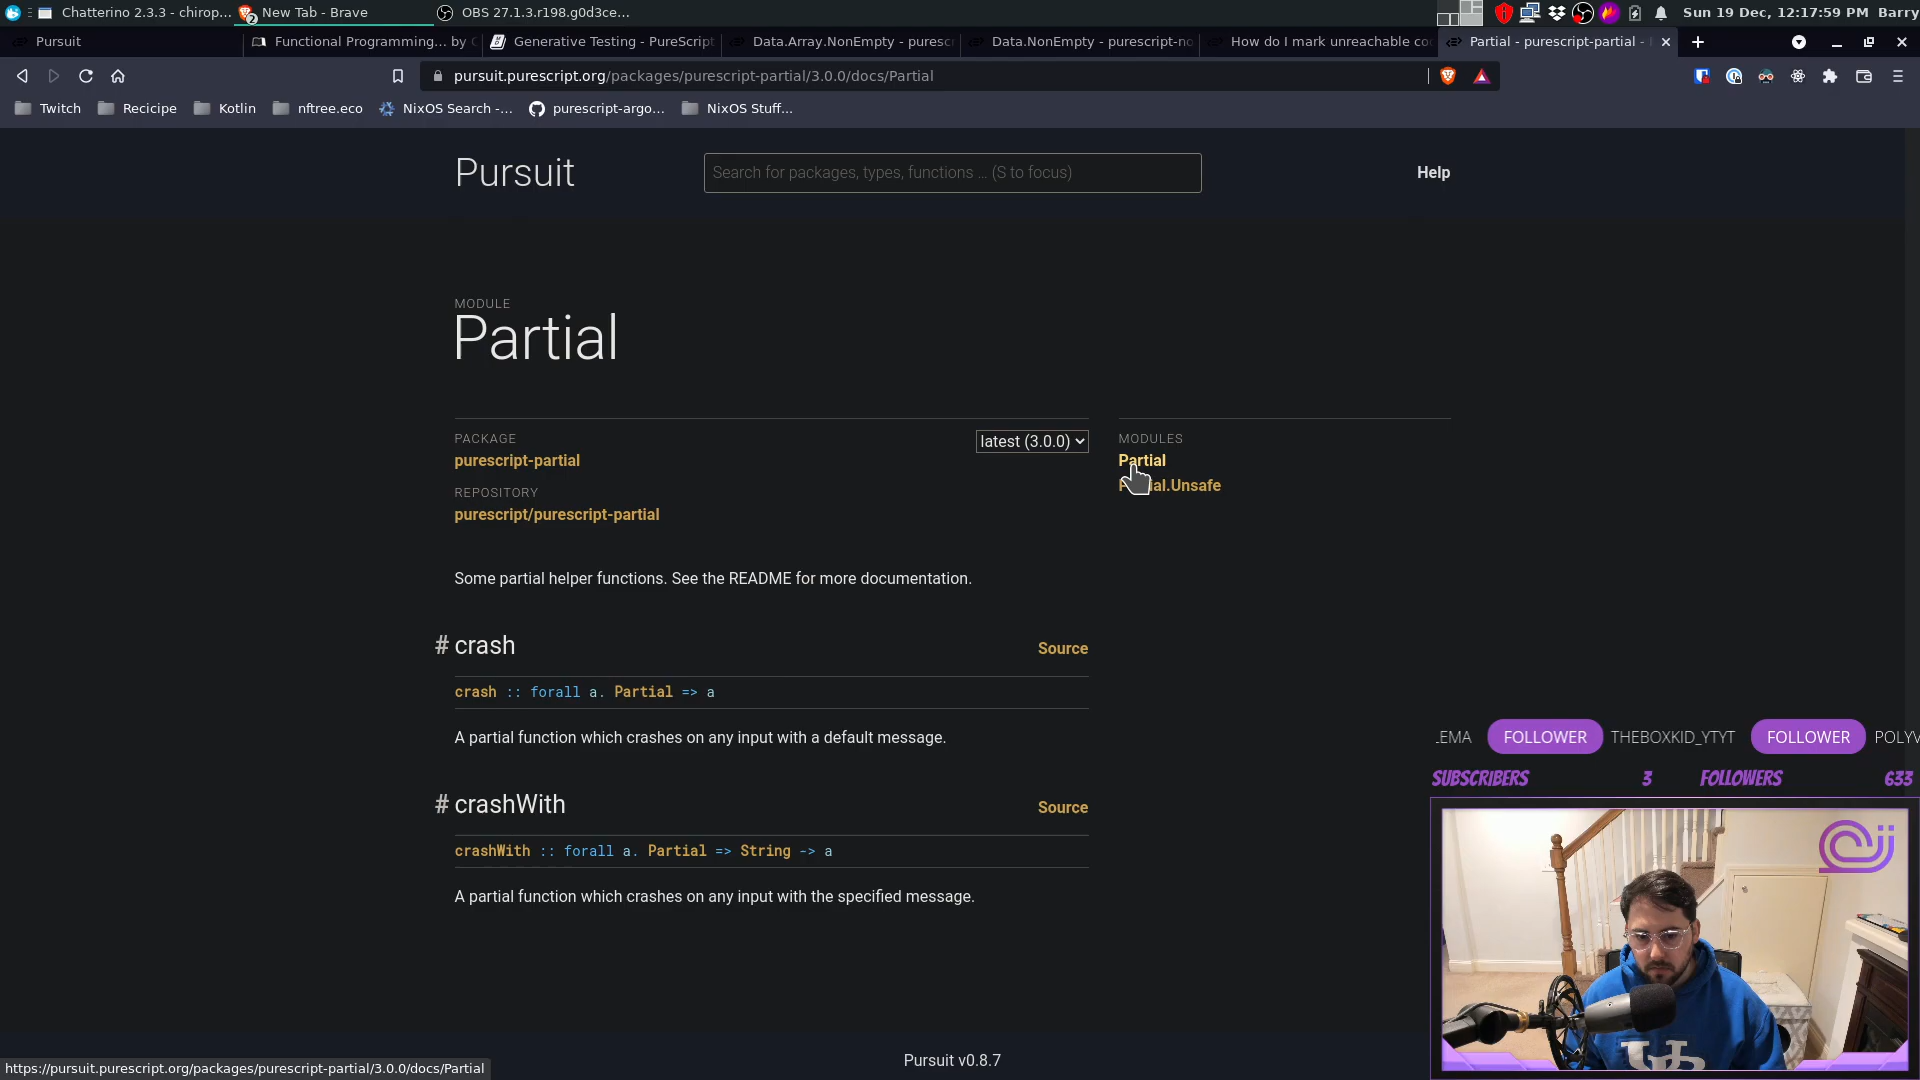 Chatterino 2.3.3 - chirop... New Tab - Brave OBS 27.1.3.r198.g0d3ce... Sun 19 Dec, 12:17:59 PM Barry
Pursuit Functional Programming... by Generative Testing - PureScript Data.Array.NonEmpty - puresc Data.NonEmpty - purescript-no How do I mark unreachable co Partial - purescript-partial -
pursuit.purescript.org/packages/purescript-partial/3.0.0/docs/Partial
Twitch Recicipe Kotlin nftree.eco NixOS Search -... purescript-argo... NixOS Stuff...
Pursuit Search for packages, types, functions ... (S to focus) Help
MODULE
Partial
PACKAGE latest (3.0.0) MODULES
purescript-partial Partial
REPOSITORY Partial.Unsafe
purescript/purescript-partial
Some partial helper functions. See the README for more documentation.
# crash Source
crash :: forall a. Partial => a
A partial function which crashes on any input with a default message.
LEMA FOLLOWER THEBOXKID_YTYT FOLLOWER POLYV
SUBSCRIBERS 3 FOLLOWERS 633
# crashWith Source
crashWith :: forall a. Partial => String -> a
A partial function which crashes on any input with the specified message.
Pursuit v0.8.7
https://pursuit.purescript.org/packages/purescript-partial/3.0.0/docs/Partial